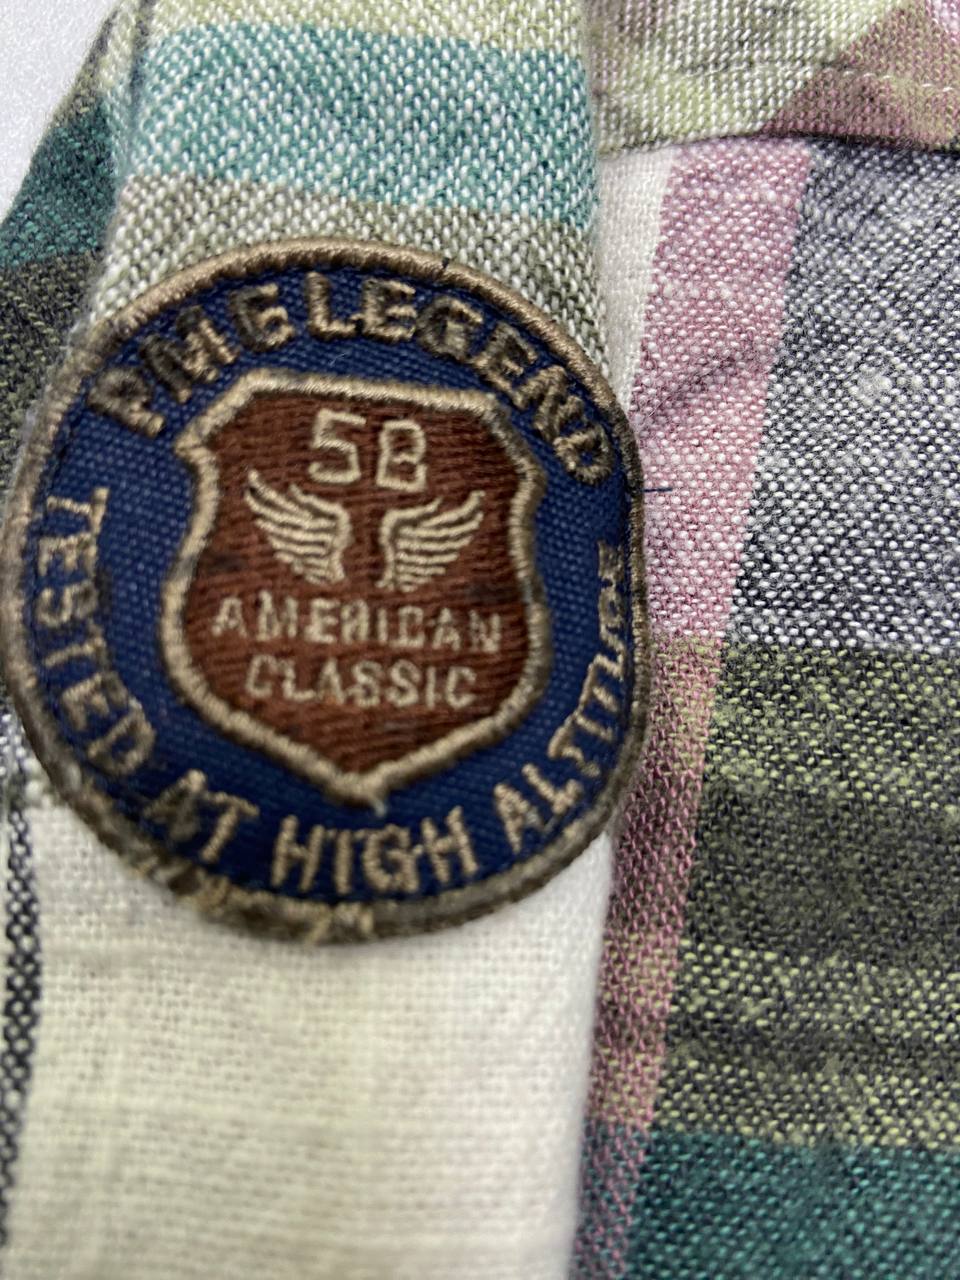 PME LEGEND
5B
AMERICAN
CLASSIC
TESTED AT HIGH ALTITUDE